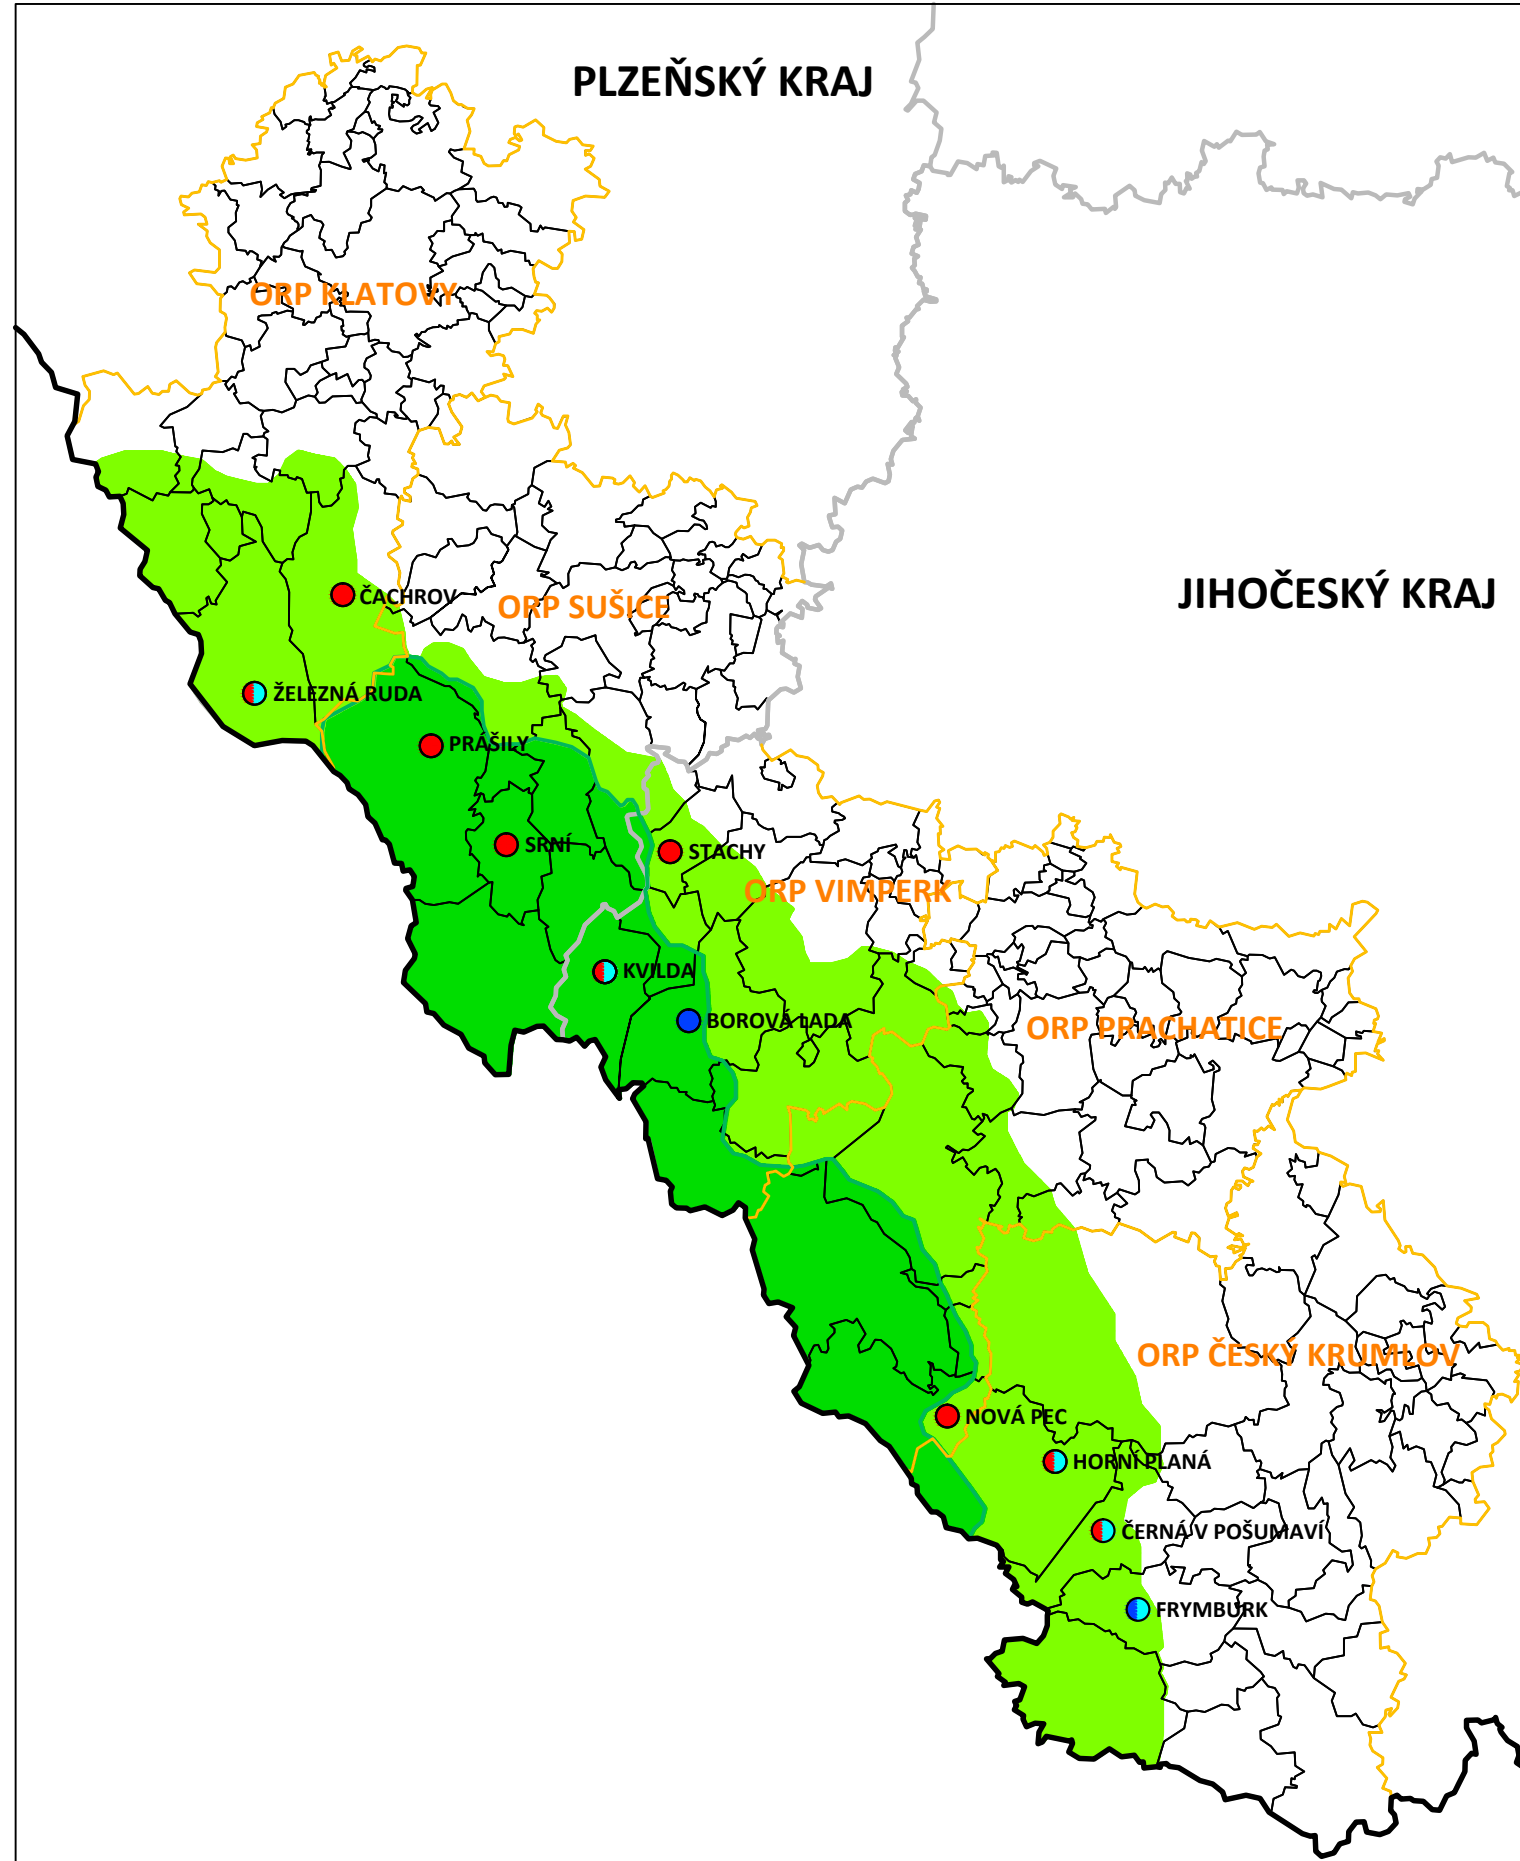 PLZEŇSKÝ KRAJ
ORP KLATOVY
JIHOČESKÝ KRAJ
ČACHROV
ORP SUŠICE
ŽELEZNÁ RUDA
PRÁŠILY
SRNÍ
STACHY
ORP VIMPERK
KVILDA
BOROVÁ LADA
ORP PRACHATICE
ORP ČESKÝ KRUMLOV
NOVÁ PEC
HORNÍ PLANÁ
ČERNÁ V POŠUMAVÍ
FRYMBURK